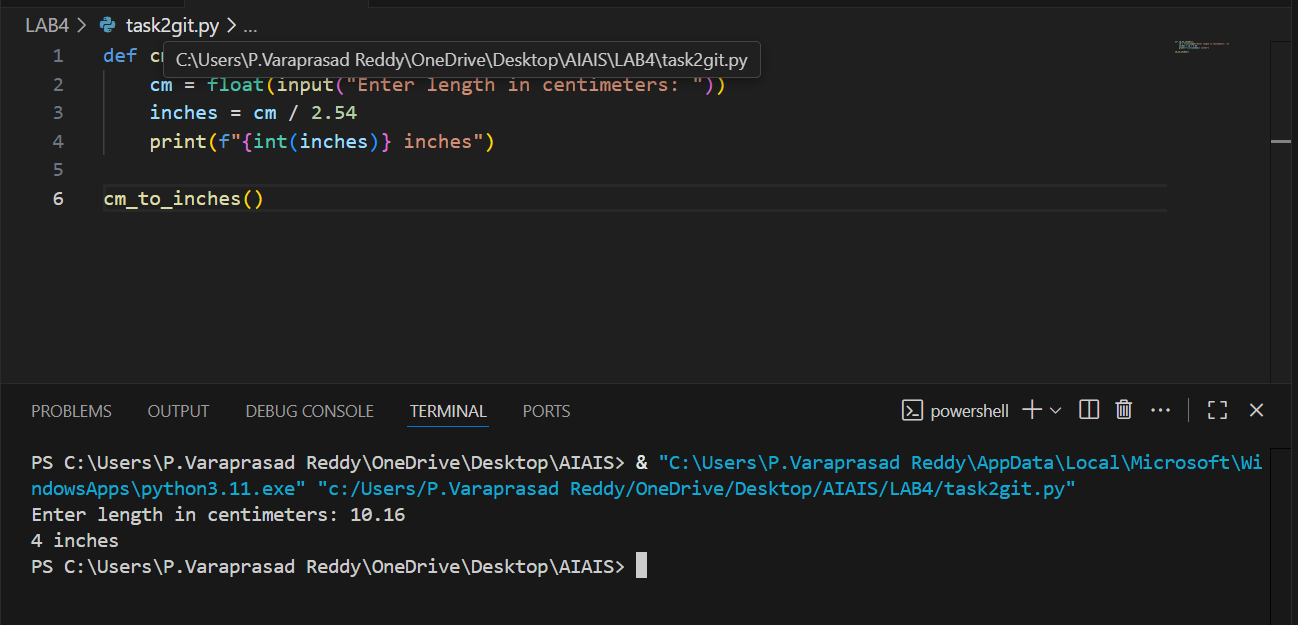 LAB4 > task2git.py > ...
1 def c
C:\Users\P.Varaprasad Reddy\OneDrive\Desktop\AIAIS\LAB4\task2git.py
2 cm = float(input("Enter length in centimeters: "))
3 inches = cm / 2.54
4 print(f"{int(inches)} inches")
5
6 cm_to_inches()
PROBLEMS OUTPUT DEBUG CONSOLE TERMINAL PORTS powershell
PS C:\Users\P.Varaprasad Reddy\OneDrive\Desktop\AIAIS> & "C:\Users\P.Varaprasad Reddy\AppData\Local\Microsoft\Wi
ndowsApps\python3.11.exe" "c:/Users/P.Varaprasad Reddy/OneDrive/Desktop/AIAIS/LAB4/task2git.py"
Enter length in centimeters: 10.16
4 inches
PS C:\Users\P.Varaprasad Reddy\OneDrive\Desktop\AIAIS>